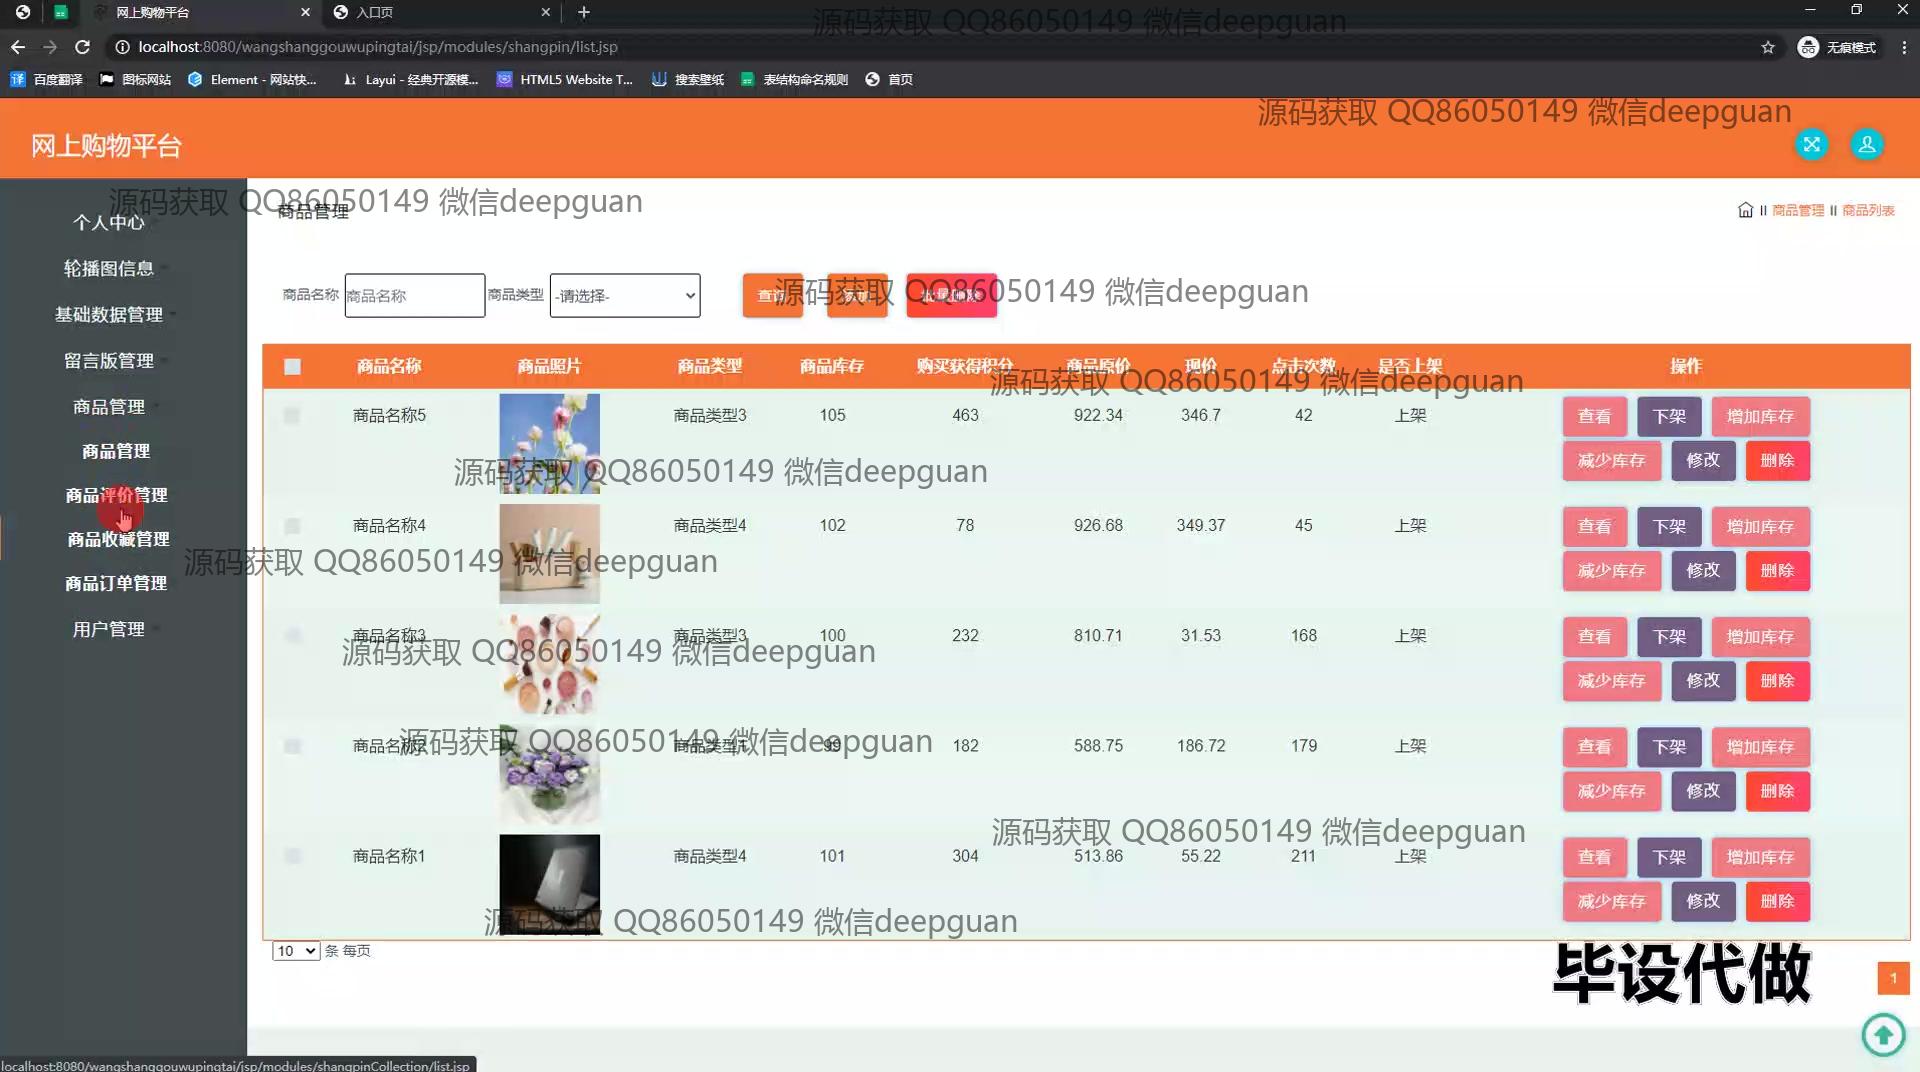 网上购物平台
入口页
localhost:8080/wangshanggouwupingtai/jsp/modules/shangpin/list.jsp
无痕模式
百度翻译 图标网站 Element - 网站快... Layui - 经典开源模... HTML5 Website T... 搜索壁纸 表结构命名规则 首页
源码获取 QQ86050149 微信deepguan
源码获取 QQ86050149 微信deepguan
网上购物平台
源码获取 QQ86050149 微信deepguan
商品管理
商品管理 商品列表
个人中心
轮播图信息
基础数据管理
留言版管理
商品管理
商品管理
商品评价管理
商品收藏管理
商品订单管理
用户管理
商品名称 商品名称 商品类型 -请选择- 查询 添加 批量删除
源码获取 QQ86050149 微信deepguan
商品名称 商品照片 商品类型 商品库存 购买获得积分 商品原价 现价 点击次数 是否上架 操作
源码获取 QQ86050149 微信deepguan
商品名称5 商品类型3 105 463 922.34 346.7 42 上架 查看 下架 增加库存
减少库存 修改 删除
源码获取 QQ86050149 微信deepguan
商品名称4 商品类型4 102 78 926.68 349.37 45 上架 查看 下架 增加库存
减少库存 修改 删除
源码获取 QQ86050149 微信deepguan
商品名称3 商品类型3 100 232 810.71 31.53 168 上架 查看 下架 增加库存
减少库存 修改 删除
源码获取 QQ86050149 微信deepguan
商品名称2 商品类型1 99 182 588.75 186.72 179 上架 查看 下架 增加库存
减少库存 修改 删除
源码获取 QQ86050149 微信deepguan
商品名称1 商品类型4 101 304 513.86 55.22 211 上架 查看 下架 增加库存
减少库存 修改 删除
源码获取 QQ86050149 微信deepguan
源码获取 QQ86050149 微信deepguan
10 条 每页
毕设代做
1
localhost:8080/wangshanggouwupingtai/jsp/modules/shangpinCollection/list.jsp